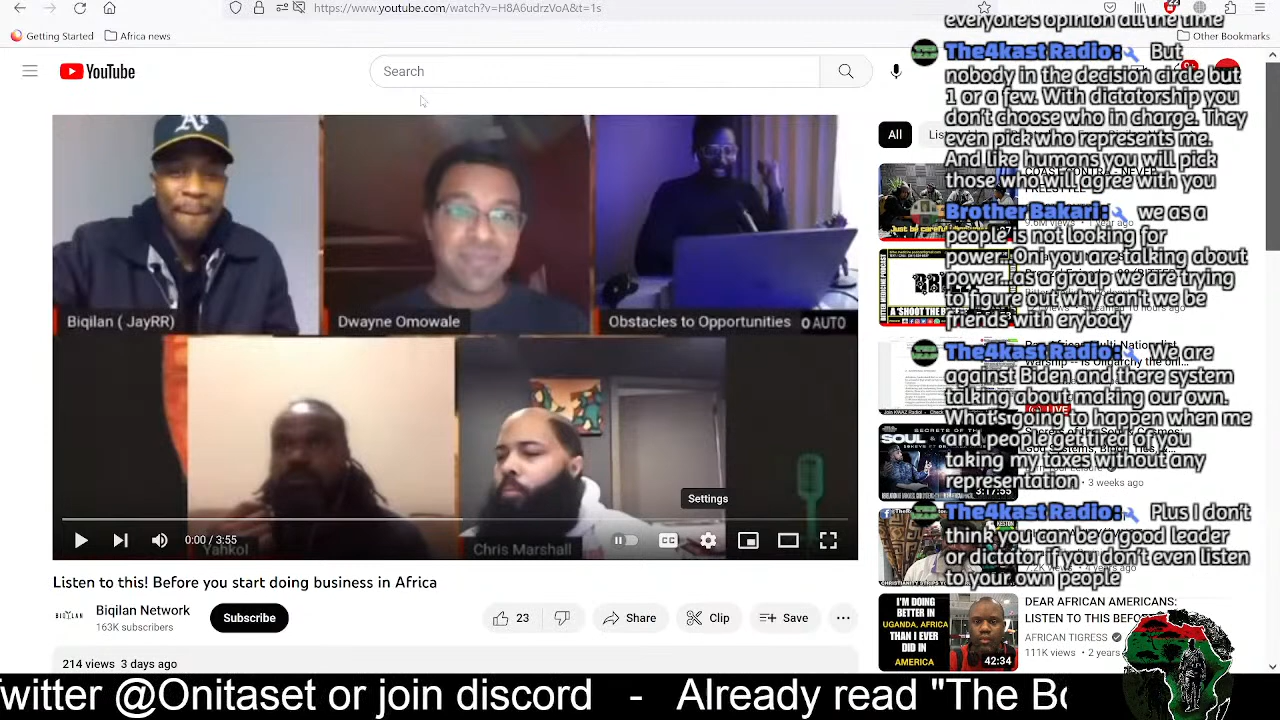 https://www.youtube.com/watch?v=H8A6udrzVoA&t=1s
Getting Started
Africa news
Other Bookmarks
YouTube
Search
All
Biqilan ( JayRR)
Dwayne Omowale
Obstacles to Opportunities
AUTO
Yahkol
Chris Marshall
Settings
0:00 / 3:55
CC
Listen to this! Before you start doing business in Africa
BIQILAN
Biqilan Network
163K subscribers
Subscribe
23
Share
Clip
Save
214 views 3 days ago
everyone's opinion all the time
The4kast Radio: But
nobody in the decision circle but
1 or a few. With dictatorship you
don't choose who in charge. They
even pick who represents me.
And like humans you will pick
those who will agree with you
BrotherBakari: we as a
people is not looking for
power.. Oni you are talking about
power.. as a group we are trying
to figure out why can't we be
friends with erybody
The4kast Radio: We are
against Biden and there system
talking about making our own.
What's going to happen when me
and people get tired of you
taking my taxes without any
representation
The4kast Radio: Plus I don't
think you can be a good leader
or dictator if you don't even listen
to your own people
3:17:55
3 weeks ago
I'M DOING
BETTER IN
UGANDA, AFRICA
THAN I EVER
DID IN
AMERICA
42:34
DEAR AFRICAN AMERICANS:
LISTEN TO THIS BEFO
AFRICAN TIGRESS
111K views
2 years
Twitter @Onitaset or join discord - Already read "The Bo